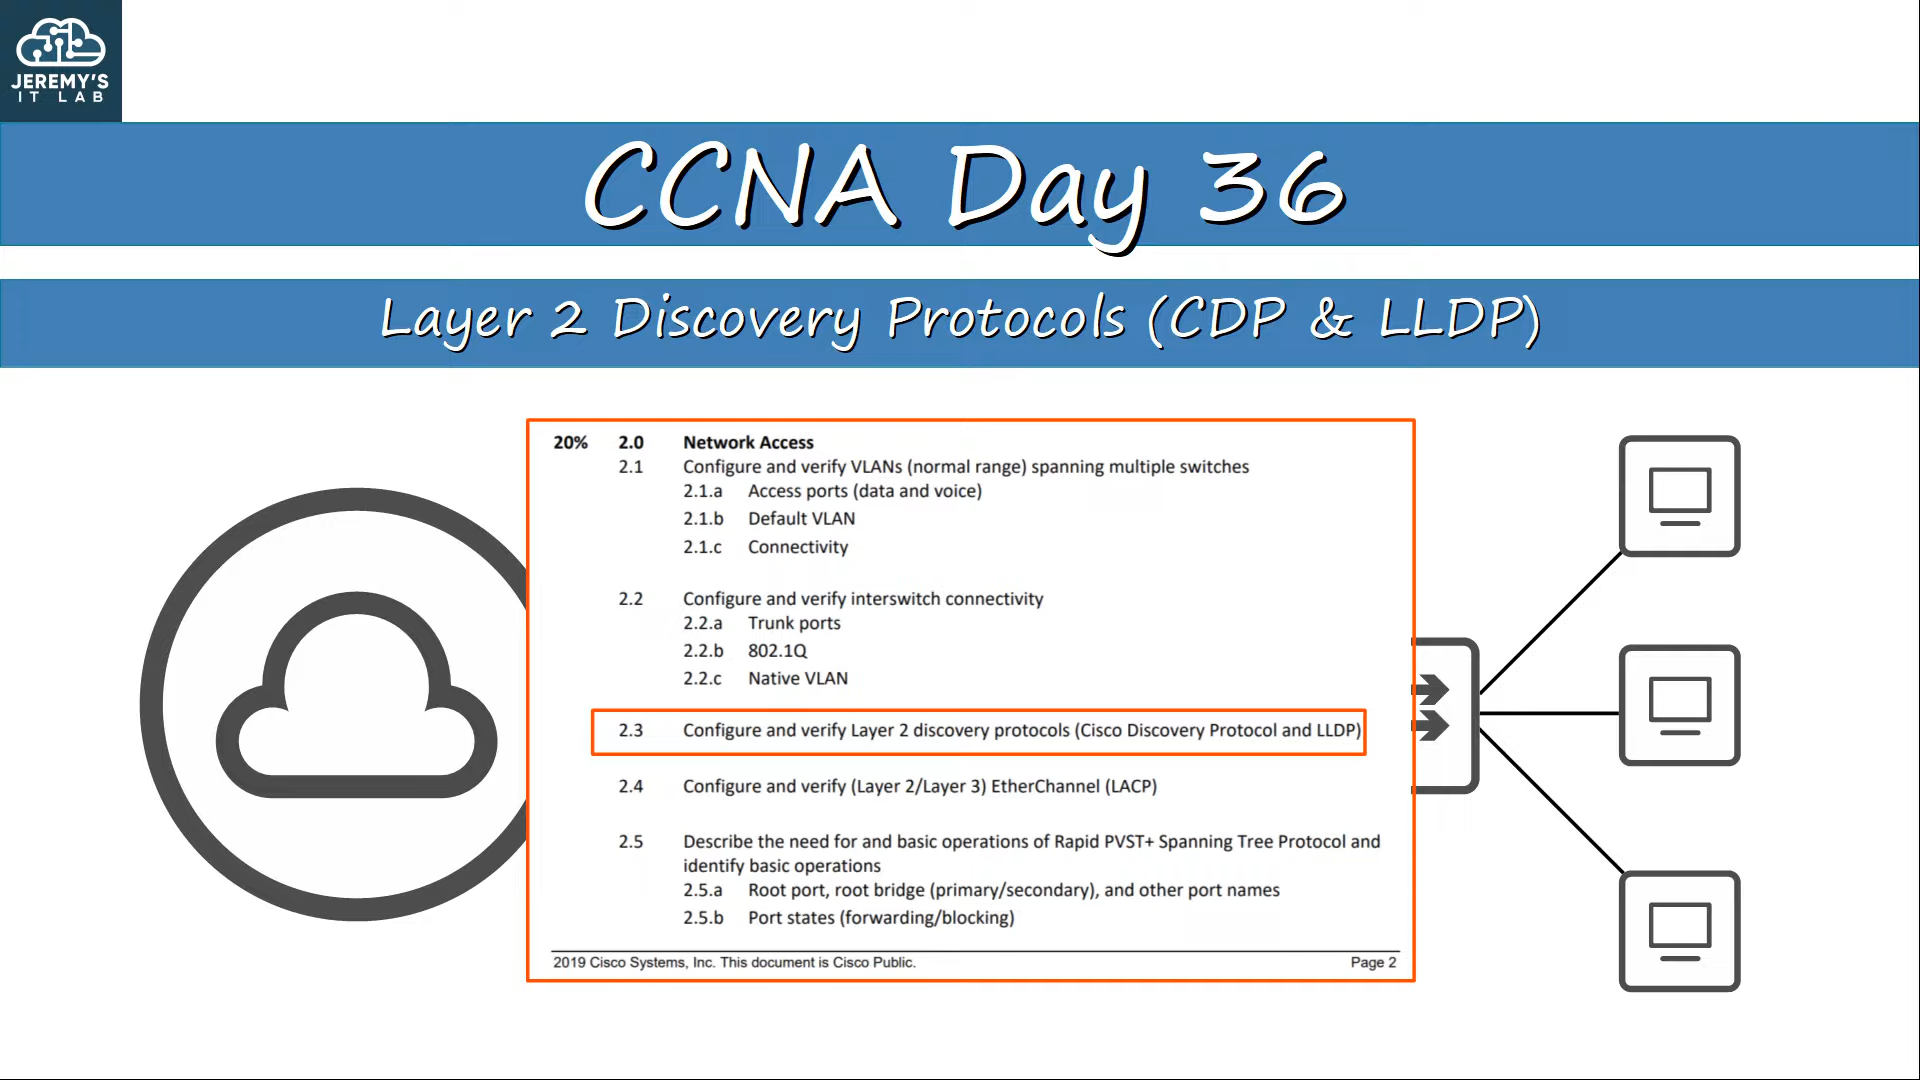 JEREMY'S
IT LAB
CCNA Day 36
Layer 2 Discovery Protocols (CDP & LLDP)
20% 2.0 Network Access
2.1 Configure and verify VLANs (normal range) spanning multiple switches
2.1.a Access ports (data and voice)
2.1.b Default VLAN
2.1.c Connectivity
2.2 Configure and verify interswitch connectivity
2.2.a Trunk ports
2.2.b 802.1Q
2.2.c Native VLAN
2.3 Configure and verify Layer 2 discovery protocols (Cisco Discovery Protocol and LLDP)
2.4 Configure and verify (Layer 2/Layer 3) EtherChannel (LACP)
2.5 Describe the need for and basic operations of Rapid PVST+ Spanning Tree Protocol and
identify basic operations
2.5.a Root port, root bridge (primary/secondary), and other port names
2.5.b Port states (forwarding/blocking)
2019 Cisco Systems, Inc. This document is Cisco Public. Page 2